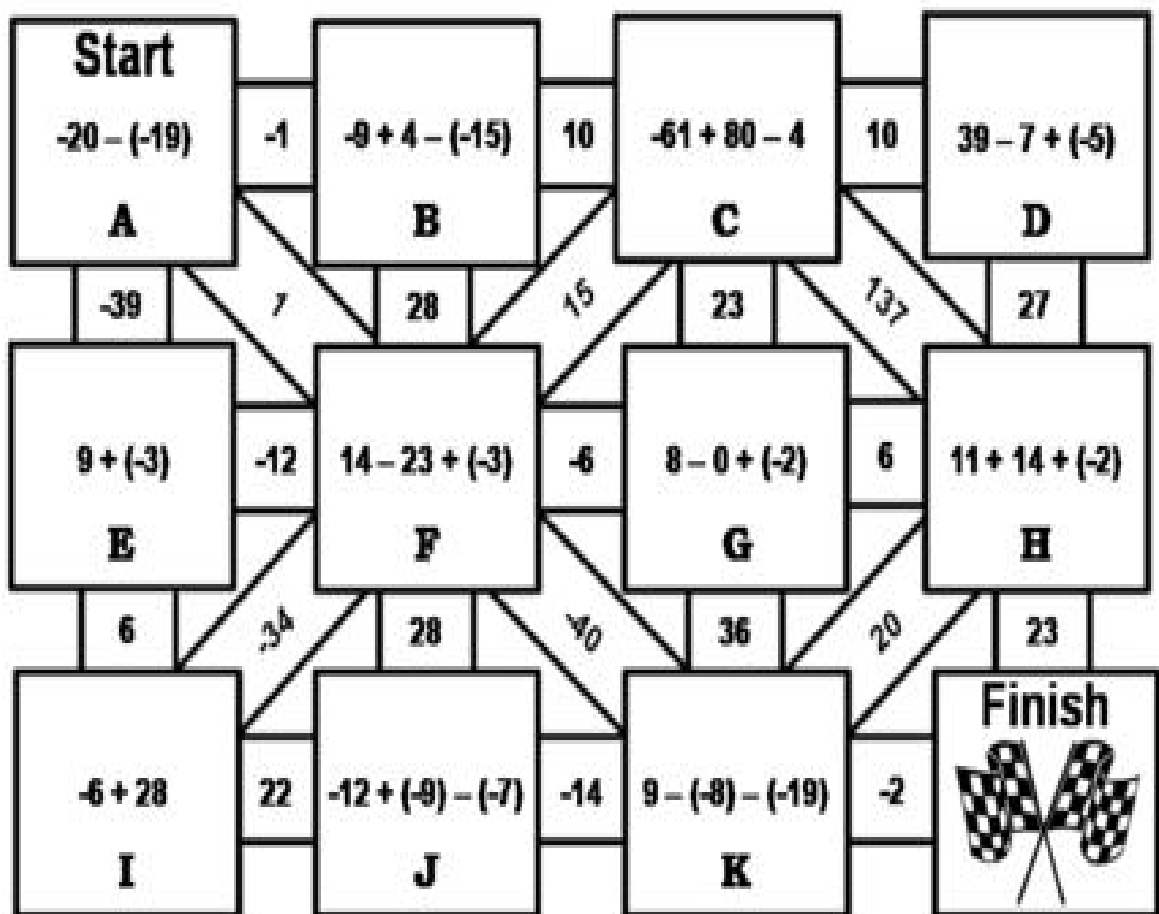 Start
-20 – (-19) -1 -9 + 4 – (-15) 10 -61 + 80 – 4 10 39 – 7 + (-5)
A B C D
-39 7 28 15 23 137 27
9 + (-3) -12 14 – 23 + (-3) -6 8 – 0 + (-2) 6 11 + 14 + (-2)
E F G H
6 -34 28 -40 36 20 23
Finish
-6 + 28 22 -12 + (-9) – (-7) -14 9 – (-8) – (-19) -2
I J K